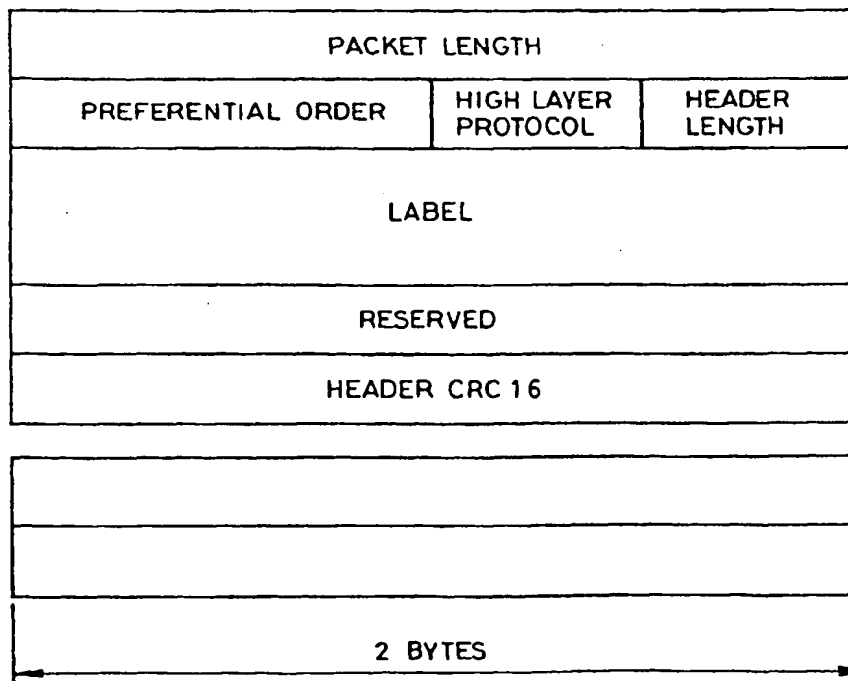 PACKET LENGTH
PREFERENTIAL ORDER
HIGH LAYER
PROTOCOL
HEADER
LENGTH
LABEL
RESERVED
HEADER CRC 16
2 BYTES